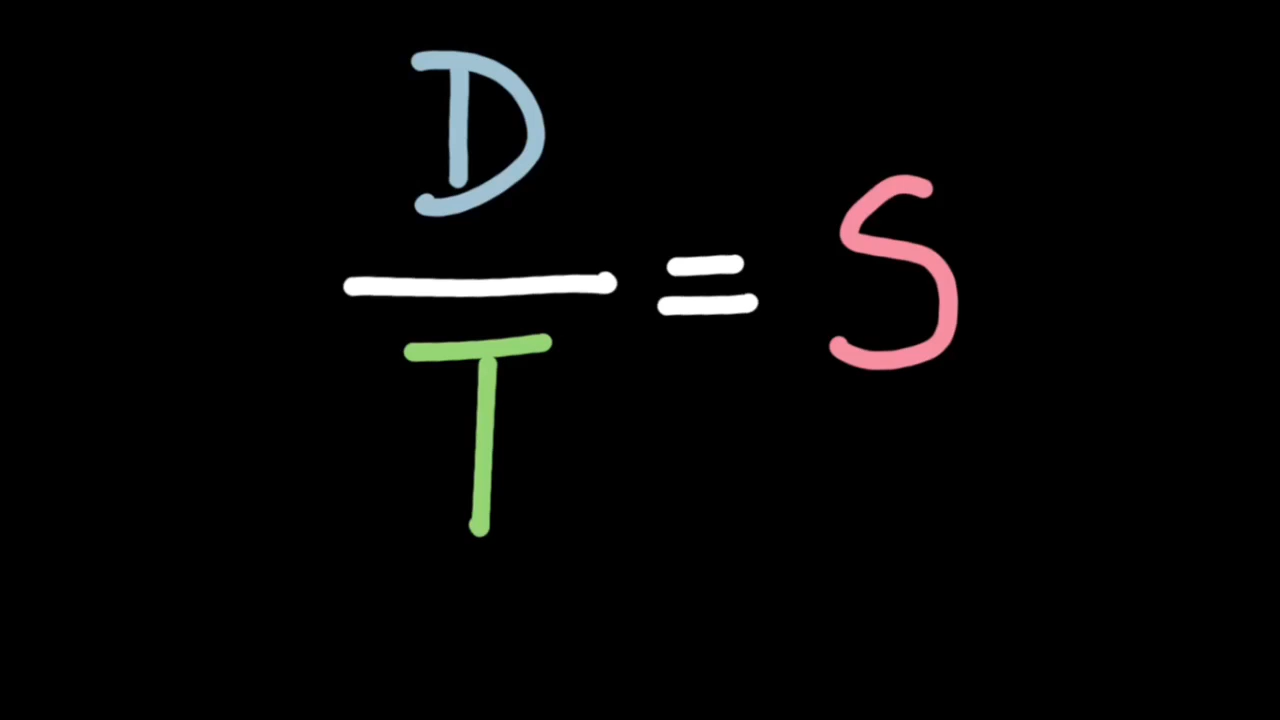 D
— = S
T